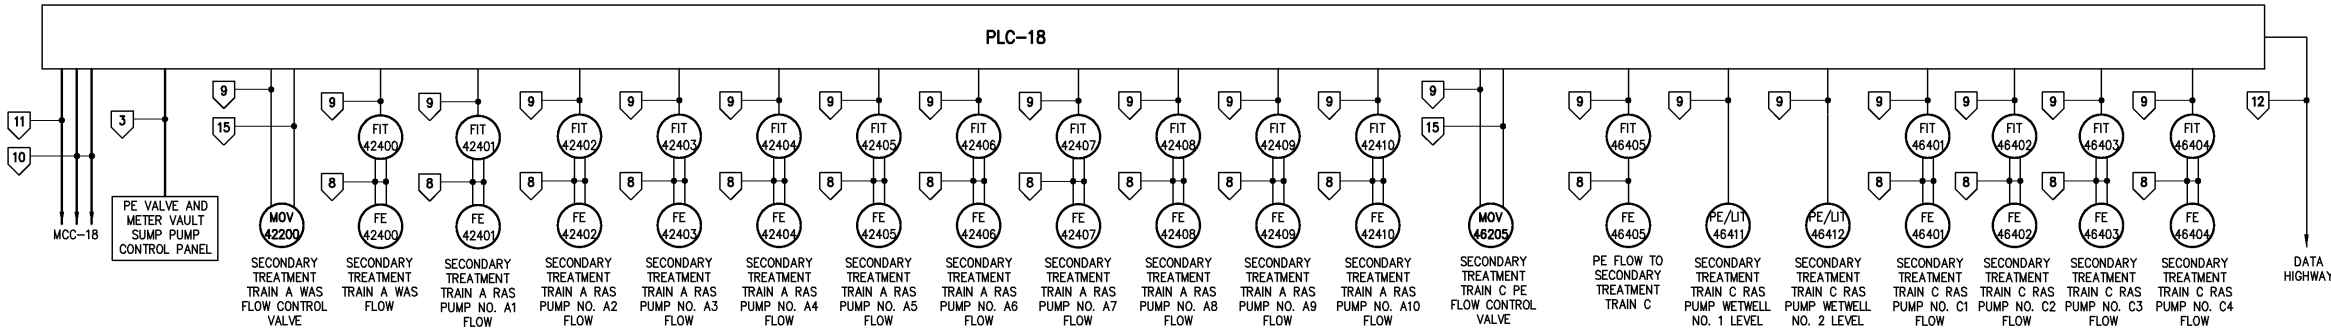 PLC-18
11
10
MCC-18
3
PE VALVE AND
METER VAULT
SUMP PUMP
CONTROL PANEL
9
15
MOV
42200
SECONDARY
TREATMENT
TRAIN A WAS
FLOW CONTROL
VALVE
9
FIT
42400
8
FE
42400
SECONDARY
TREATMENT
TRAIN A WAS
FLOW
9
FIT
42401
8
FE
42401
SECONDARY
TREATMENT
TRAIN A RAS
PUMP NO. A1
FLOW
9
FIT
42402
8
FE
42402
SECONDARY
TREATMENT
TRAIN A RAS
PUMP NO. A2
FLOW
9
FIT
42403
8
FE
42403
SECONDARY
TREATMENT
TRAIN A RAS
PUMP NO. A3
FLOW
9
FIT
42404
8
FE
42404
SECONDARY
TREATMENT
TRAIN A RAS
PUMP NO. A4
FLOW
9
FIT
42405
8
FE
42405
SECONDARY
TREATMENT
TRAIN A RAS
PUMP NO. A5
FLOW
9
FIT
42406
8
FE
42406
SECONDARY
TREATMENT
TRAIN A RAS
PUMP NO. A6
FLOW
9
FIT
42407
8
FE
42407
SECONDARY
TREATMENT
TRAIN A RAS
PUMP NO. A7
FLOW
9
FIT
42408
8
FE
42408
SECONDARY
TREATMENT
TRAIN A RAS
PUMP NO. A8
FLOW
9
FIT
42409
8
FE
42409
SECONDARY
TREATMENT
TRAIN A RAS
PUMP NO. A9
FLOW
9
FIT
42410
8
FE
42410
SECONDARY
TREATMENT
TRAIN A RAS
PUMP NO. A10
FLOW
9
15
MOV
46205
SECONDARY
TREATMENT
TRAIN C PE
FLOW CONTROL
VALVE
9
FIT
46405
8
FE
46405
PE FLOW TO
SECONDARY
TREATMENT
TRAIN C
9
PE/LIT
46411
SECONDARY
TREATMENT
TRAIN C RAS
PUMP WETWELL
NO. 1 LEVEL
9
PE/LIT
46412
SECONDARY
TREATMENT
TRAIN C RAS
PUMP WETWELL
NO. 2 LEVEL
9
FIT
46401
8
FE
46401
SECONDARY
TREATMENT
TRAIN C RAS
PUMP NO. C1
FLOW
9
FIT
46402
8
FE
46402
SECONDARY
TREATMENT
TRAIN C RAS
PUMP NO. C2
FLOW
9
FIT
46403
8
FE
46403
SECONDARY
TREATMENT
TRAIN C RAS
PUMP NO. C3
FLOW
9
FIT
46404
8
FE
46404
SECONDARY
TREATMENT
TRAIN C RAS
PUMP NO. C4
FLOW
12
DATA
HIGHWAY